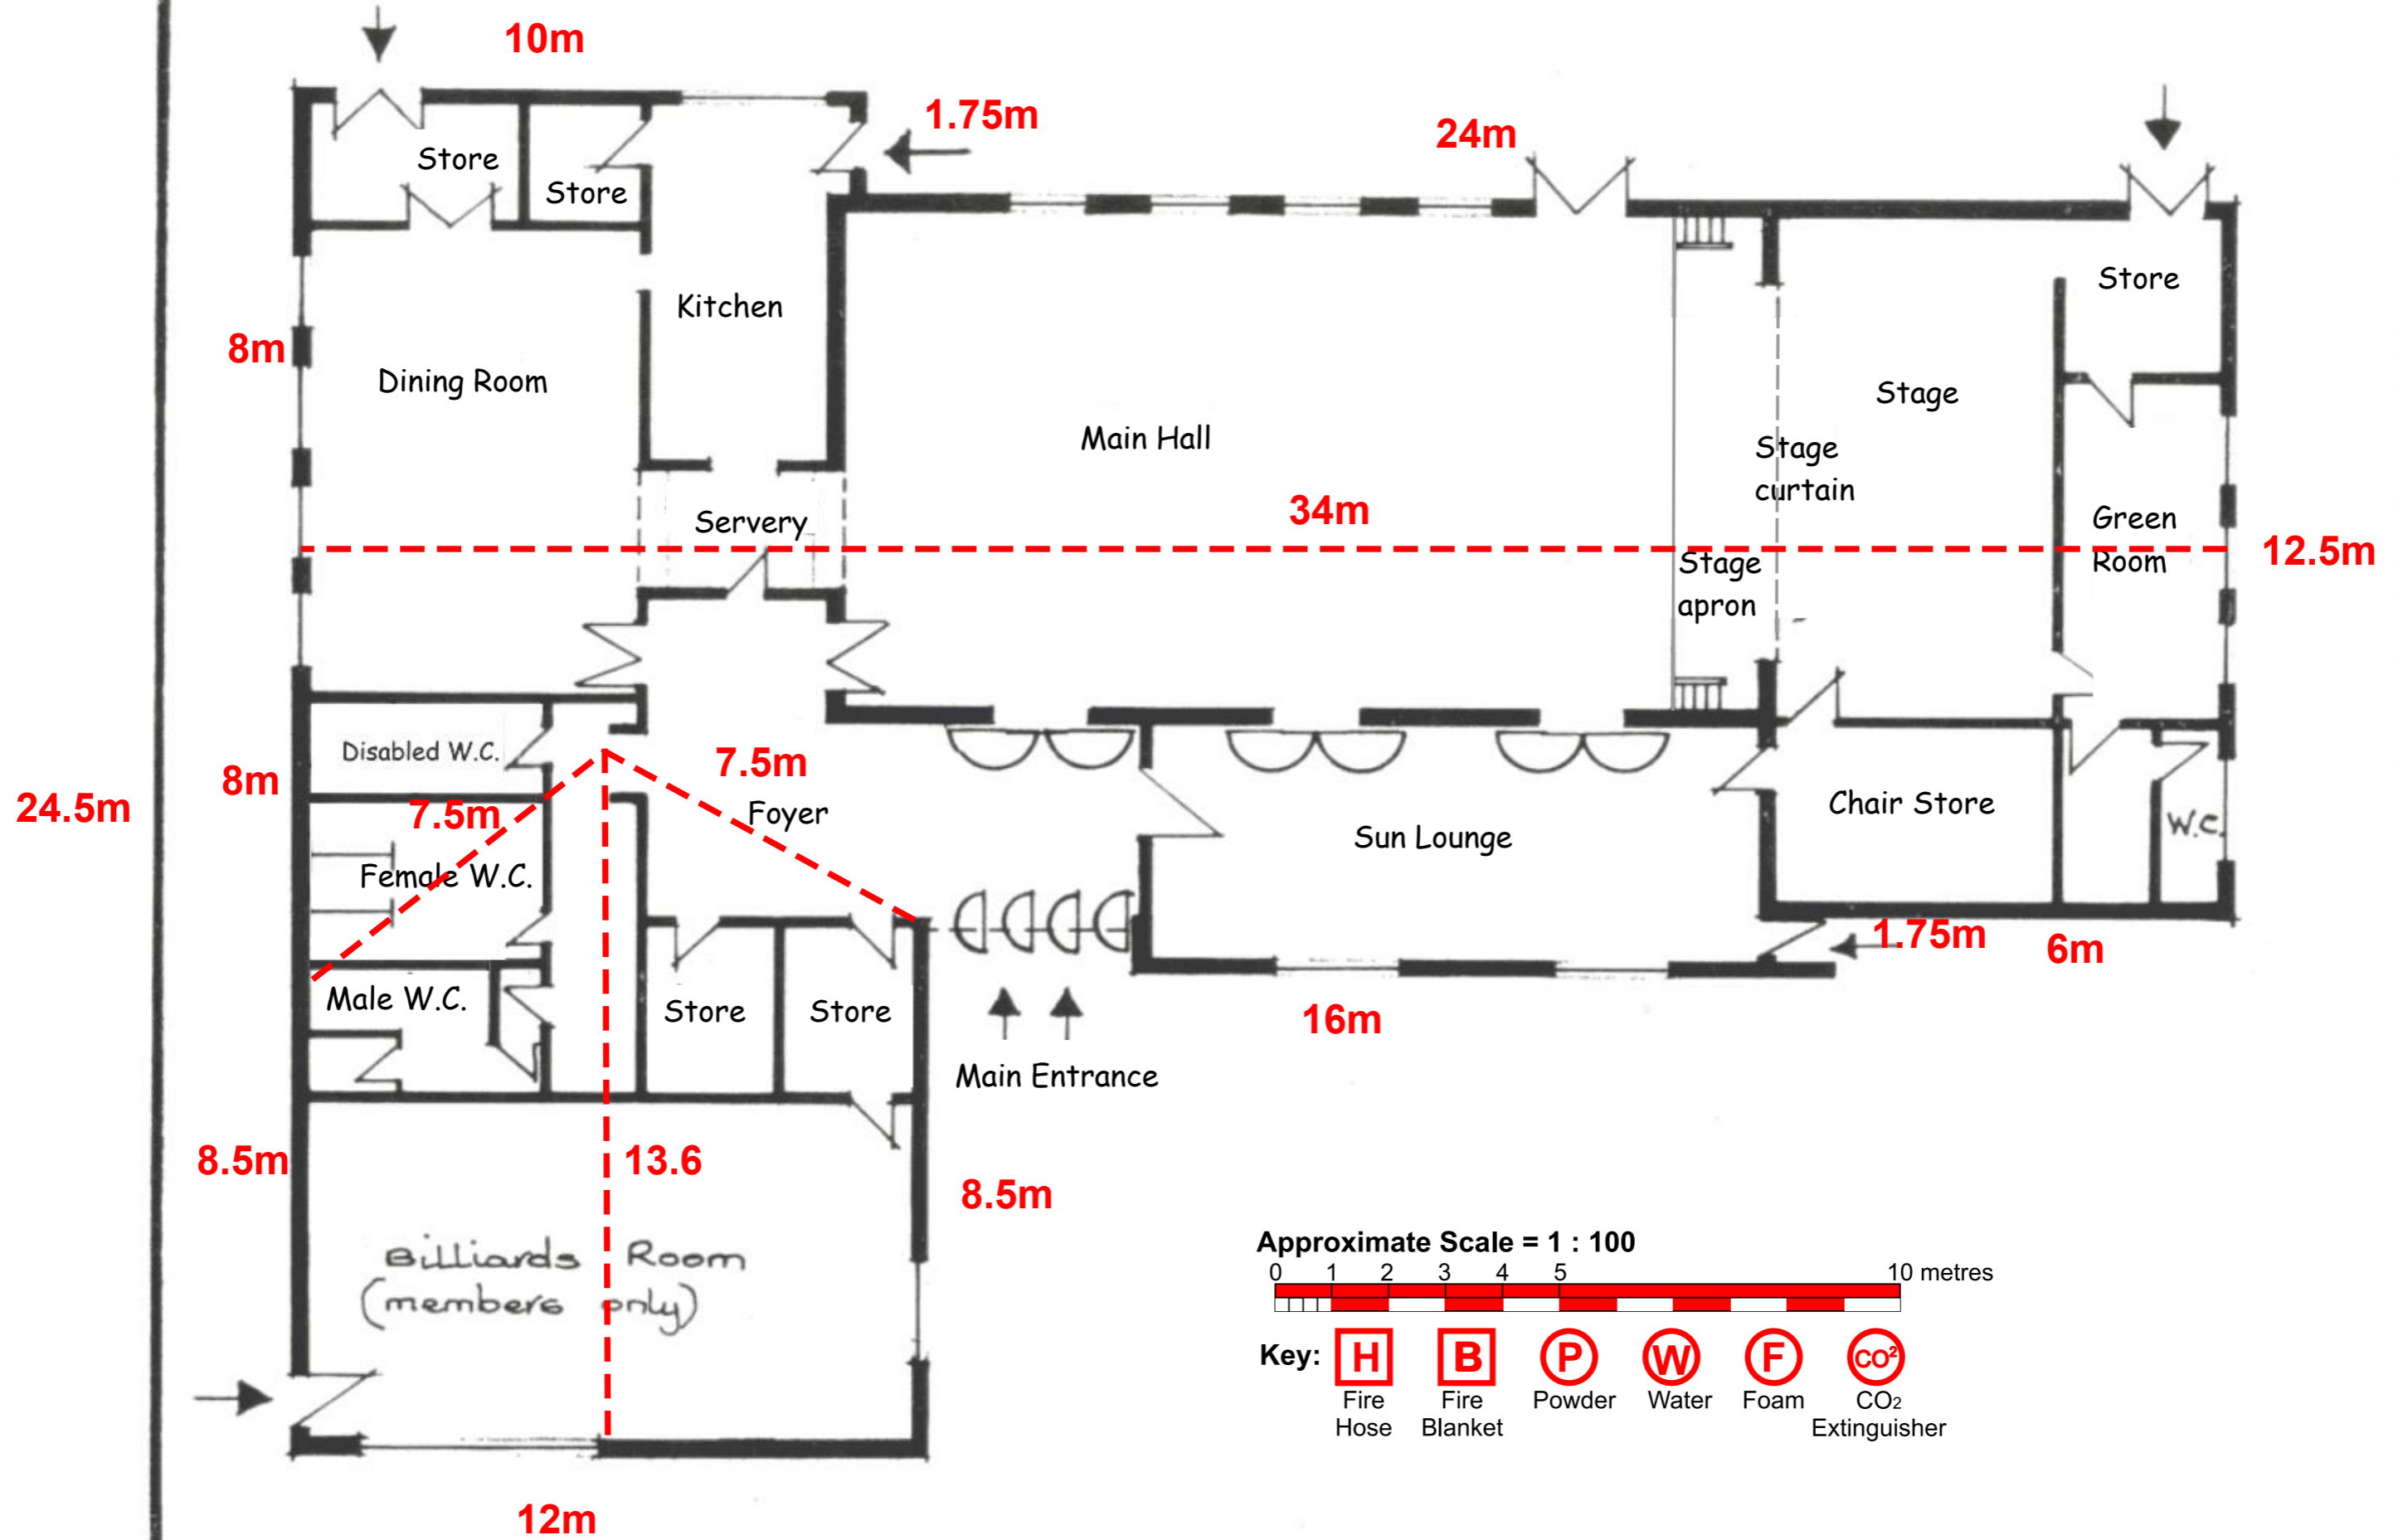 10m
1.75m
24m
Store
Store
Store
Kitchen
8m
Dining Room
Stage
Main Hall
Stage
curtain
34m
Servery
Green
Room
12.5m
Stage
apron
Disabled W.C.
7.5m
8m
24.5m
7.5m
Foyer
Chair Store
W.C.
Sun Lounge
Female W.C.
1.75m
6m
Male W.C.
Store
Store
16m
Main Entrance
8.5m
13.6
8.5m
Billiards Room
(members only)
Approximate Scale = 1 : 100
0 1 2 3 4 5 10 metres
Key:
H B P W F CO²
Fire
Hose
Fire
Blanket
Powder
Water
Foam
CO2
Extinguisher
12m